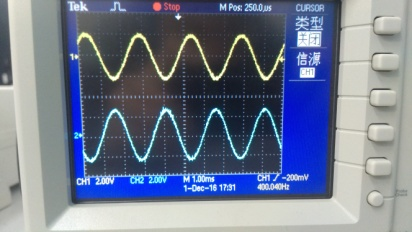 Tek Stop M Pos: 250.0µs CURSOR
类型
关闭
信源
CH1
1
2
CH1 2.00V CH2 2.00V M 1.00ms CH1 -200mV
1-Dec-16 17:31 400.040Hz